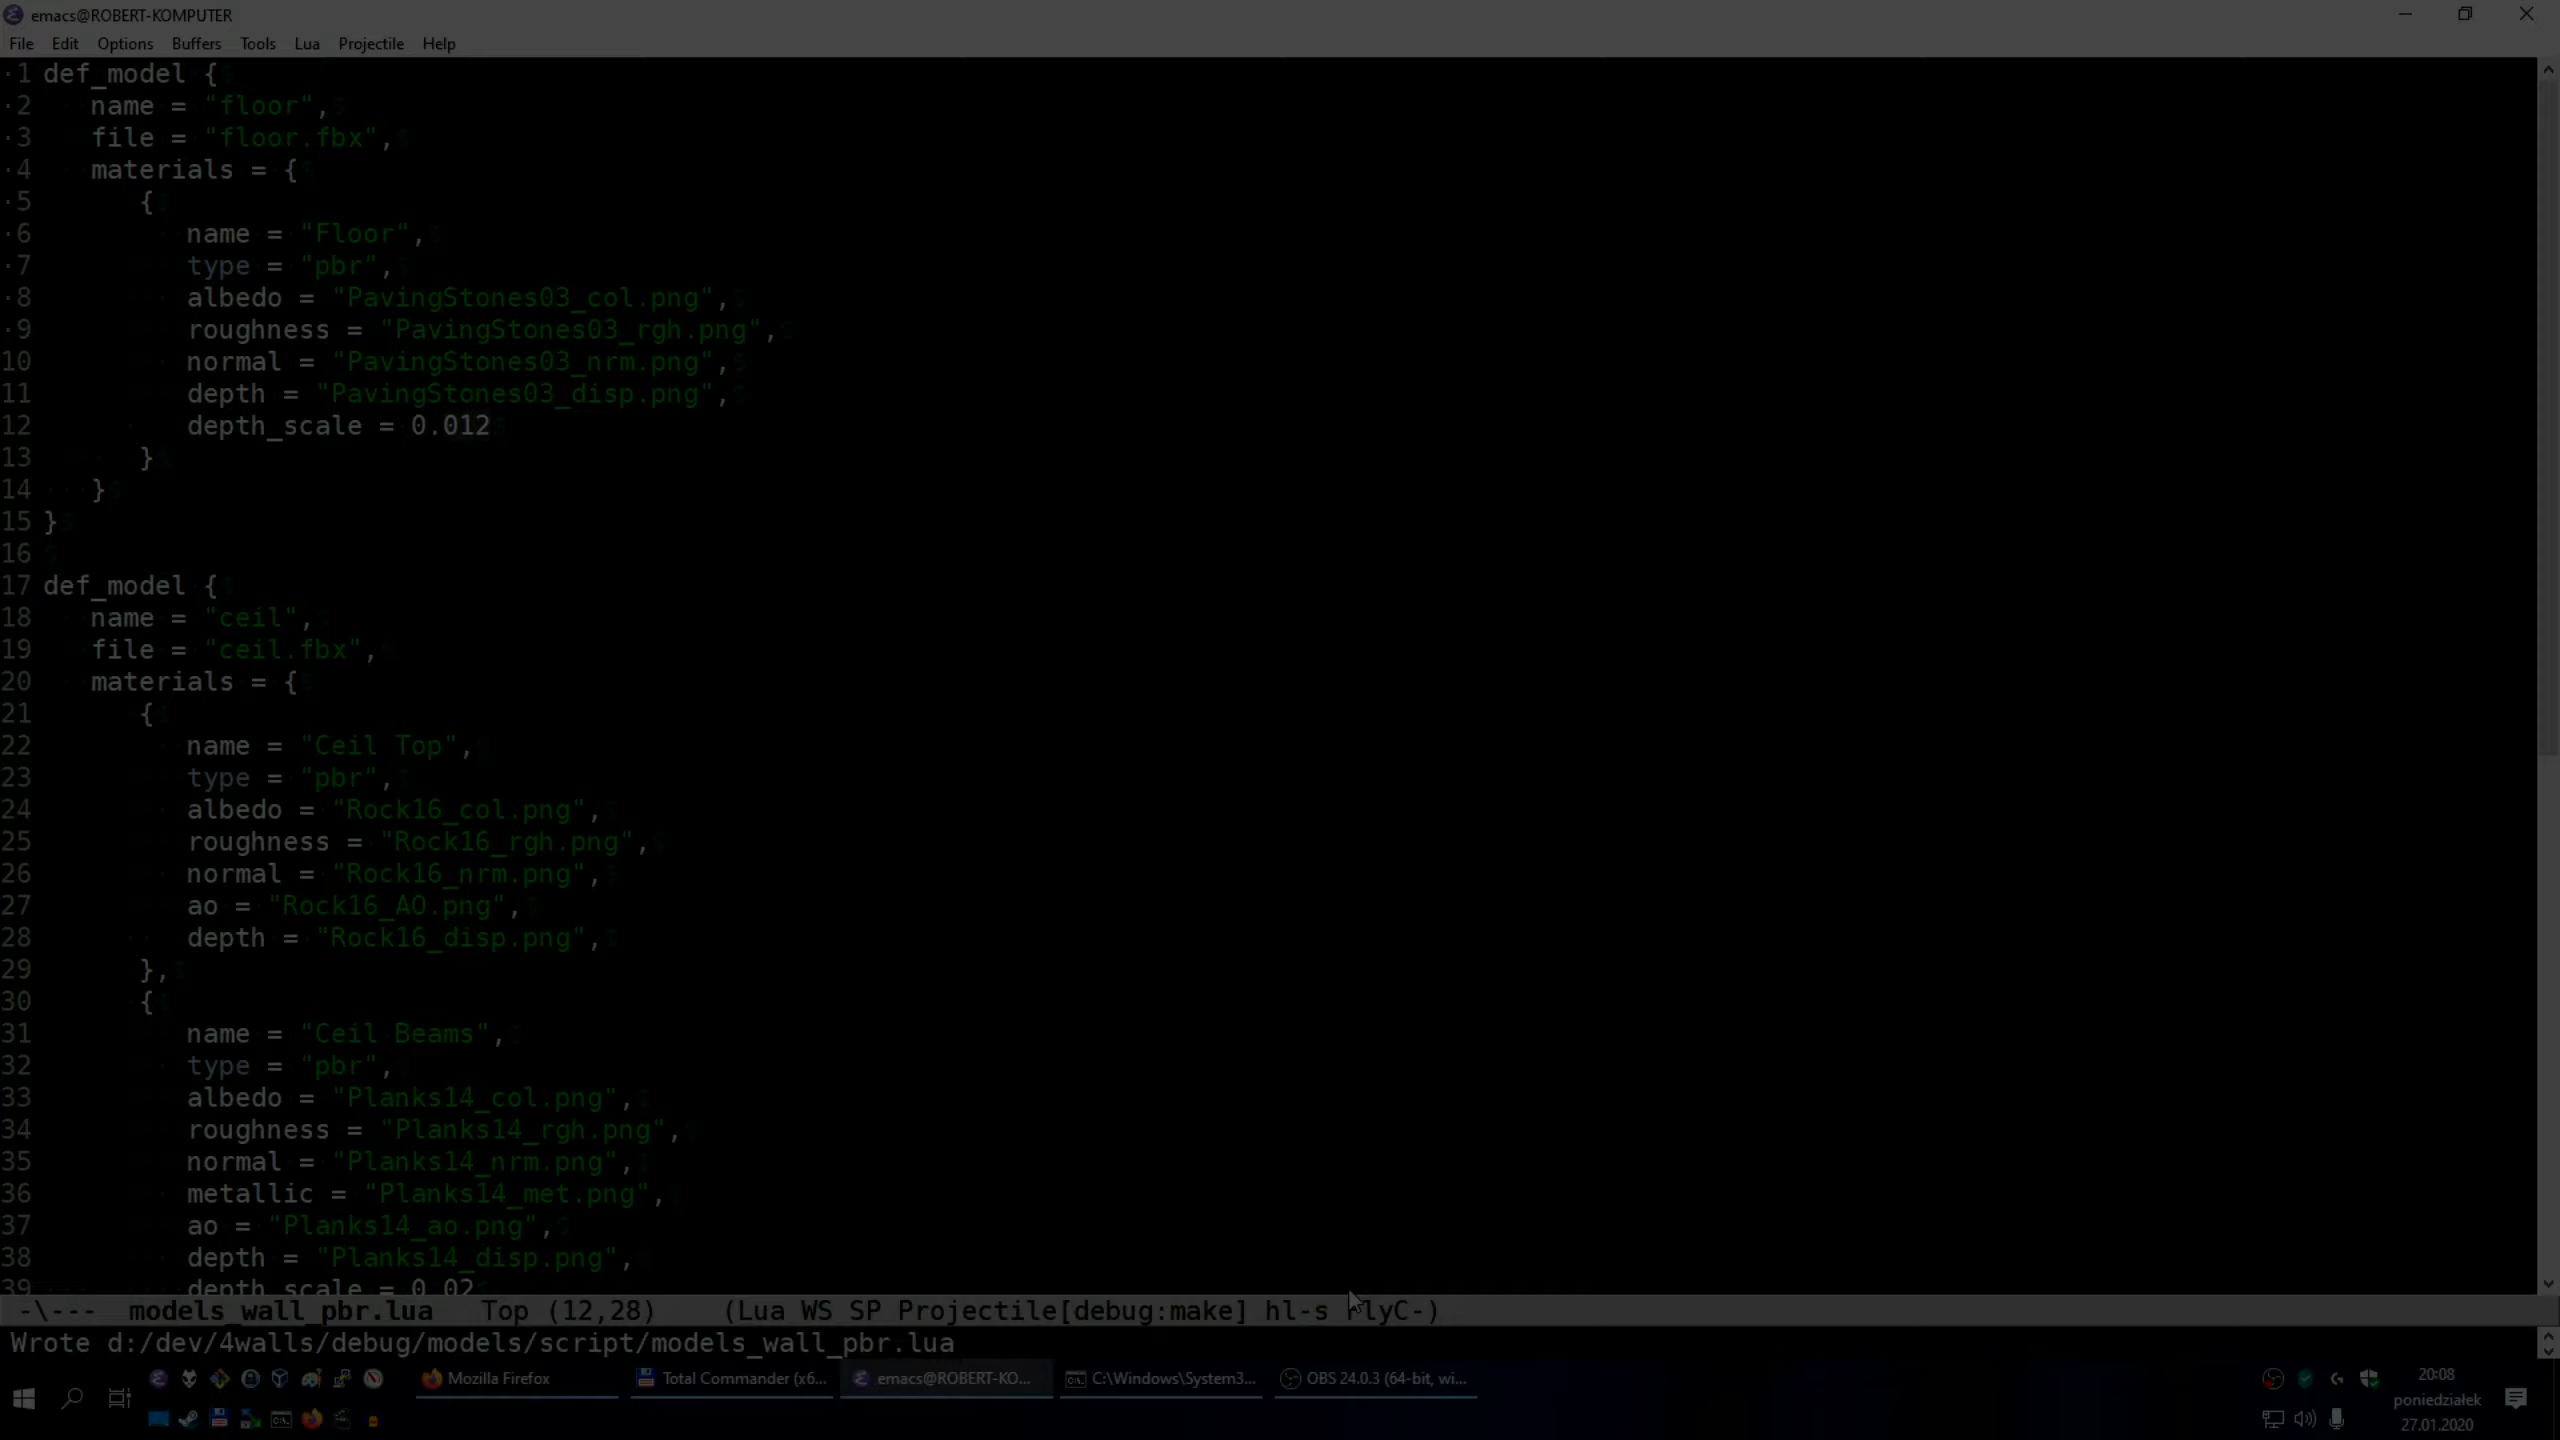 emacs@ROBERT-KOMPUTER
File Edit Options Buffers Tools Lua Projectile Help
1 def_model {
2 name = "floor",
3 file = "floor.fbx",
4 materials = {
5 {
6 name = "Floor",
7 type = "pbr",
8 albedo = "PavingStones03_col.png",
9 roughness = "PavingStones03_rgh.png",
10 normal = "PavingStones03_nrm.png",
11 depth = "PavingStones03_disp.png",
12 depth_scale = 0.012
13 }
14 }
15 }
16
17 def_model {
18 name = "ceil",
19 file = "ceil.fbx",
20 materials = {
21 {
22 name = "Ceil Top",
23 type = "pbr",
24 albedo = "Rock16_col.png",
25 roughness = "Rock16_rgh.png",
26 normal = "Rock16_nrm.png",
27 ao = "Rock16_AO.png",
28 depth = "Rock16_disp.png",
29 },
30 {
31 name = "Ceil Beams",
32 type = "pbr",
33 albedo = "Planks14_col.png",
34 roughness = "Planks14_rgh.png",
35 normal = "Planks14_nrm.png",
36 metallic = "Planks14_met.png",
37 ao = "Planks14_ao.png",
38 depth = "Planks14_disp.png",
39 depth_scale = 0.02
-\--- models_wall_pbr.lua Top (12,28) (Lua WS SP Projectile[debug:make] hl-s FlyC-)
Wrote d:/dev/4walls/debug/models/script/models_wall_pbr.lua
Mozilla Firefox Total Commander (x6... emacs@ROBERT-KO... C:\Windows\System3... OBS 24.0.3 (64-bit, wi...
20:08
poniedziałek
27.01.2020